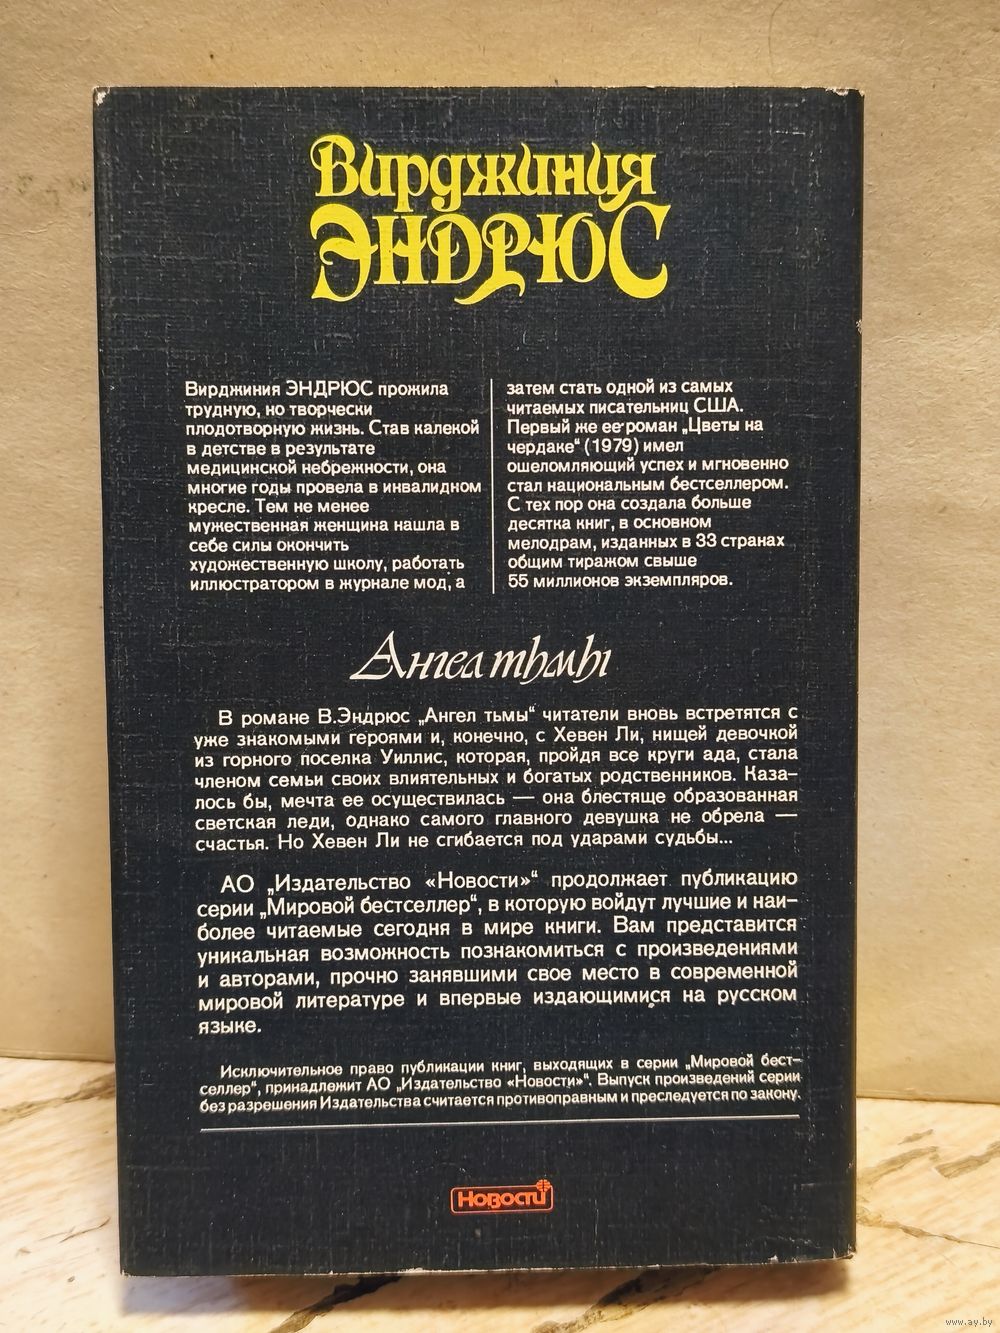 Вирджиния
ЭНДРЮС
Вирджиния ЭНДРЮС прожила
трудную, но творчески
плодотворную жизнь. Став калекой
в детстве в результате
медицинской небрежности, она
многие годы провела в инвалидном
кресле. Тем не менее
мужественная женщина нашла в
себе силы окончить
художественную школу, работать
иллюстратором в журнале мод, а
затем стать одной из самых
читаемых писательниц США.
Первый же ее роман „Цветы на
чердаке“ (1979) имел
ошеломляющий успех и мгновенно
стал национальным бестселлером.
С тех пор она создала больше
десятка книг, в основном
мелодрам, изданных в 33 странах
общим тиражом свыше
55 миллионов экземпляров.
Ангел тьмы
В романе В.Эндрюс „Ангел тьмы“ читатели вновь встретятся с
уже знакомыми героями и, конечно, с Хевен Ли, нищей девочкой
из горного поселка Уиллис, которая, пройдя все круги ада, стала
членом семьи своих влиятельных и богатых родственников. Каза-
лось бы, мечта ее осуществилась — она блестяще образованная
светская леди, однако самого главного девушка не обрела —
счастья. Но Хевен Ли не сгибается под ударами судьбы...
АО „Издательство «Новости»“ продолжает публикацию
серии „Мировой бестселлер“, в которую войдут лучшие и наи-
более читаемые сегодня в мире книги. Вам представится
уникальная возможность познакомиться с произведениями
и авторами, прочно занявшими свое место в современной
мировой литературе и впервые издающимися на русском
языке.
Исключительное право публикации книг, выходящих в серии „Мировой бест-
селлер“, принадлежит АО „Издательство «Новости»“. Выпуск произведений серии
без разрешения Издательства считается противоправным и преследуется по закону.
Новости
www.ay.by